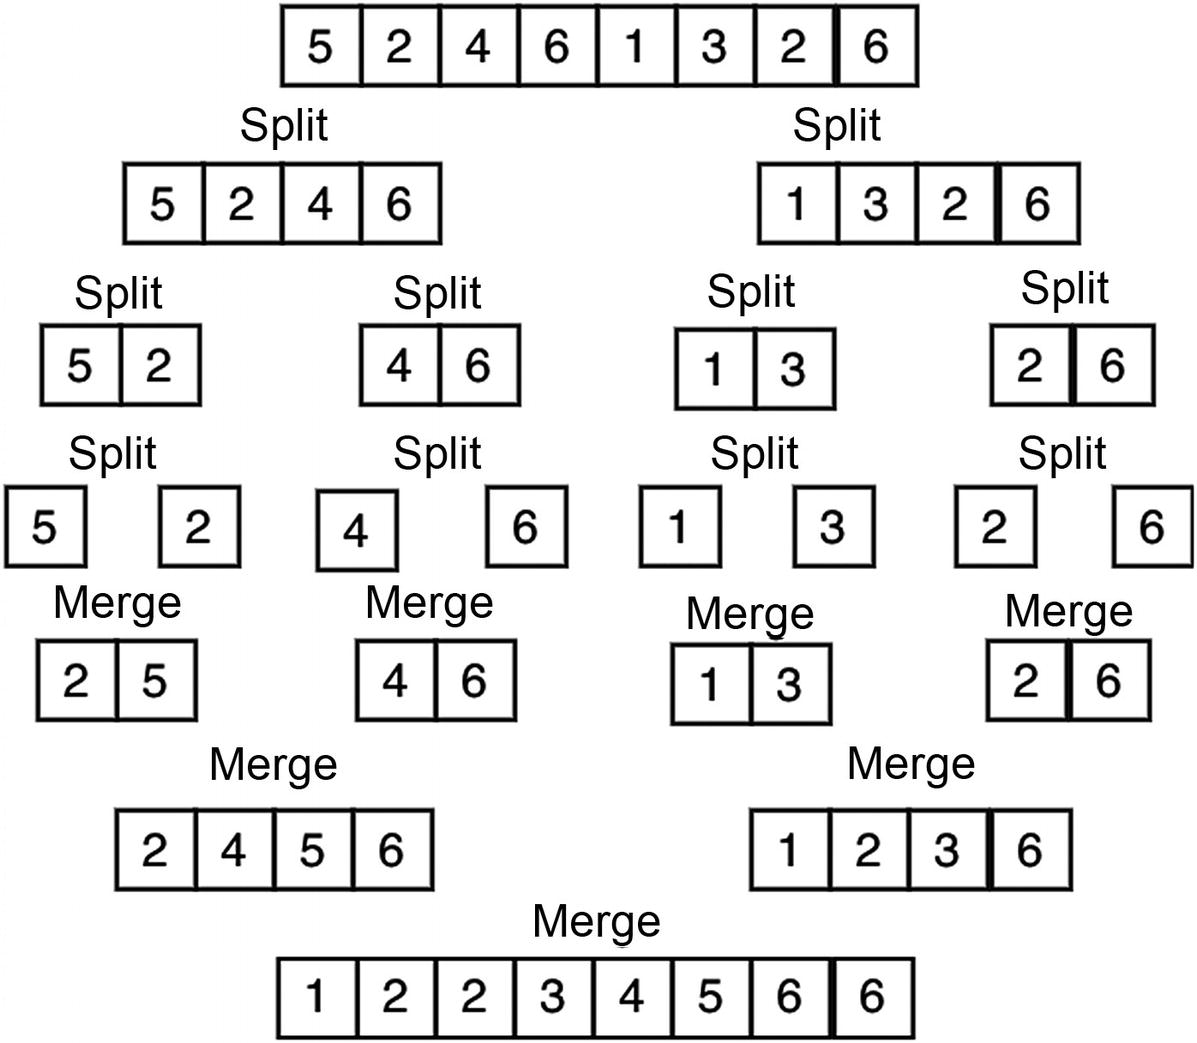 5 2 4 6 1 3 2 6
Split Split
5 2 4 6 1 3 2 6
Split Split Split Split
5 2 4 6 1 3 2 6
Split Split Split Split
5 2 4 6 1 3 2 6
Merge Merge Merge Merge
2 5 4 6 1 3 2 6
Merge Merge
2 4 5 6 1 2 3 6
Merge
1 2 2 3 4 5 6 6